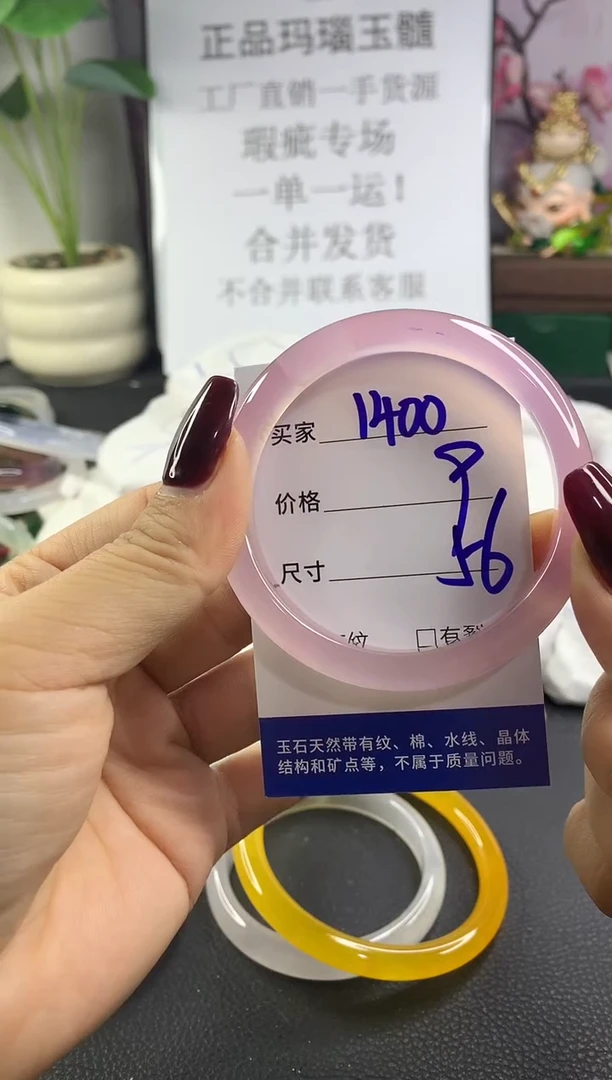 正品玛瑙玉髓
工厂直销一手货源
瑕疵专场
一单一运!
合并发货
不合并联系客服
买家 1400
价格
尺寸 56
纹 口有裂
玉石天然带有纹、棉、水线、晶体
结构和矿点等，不属于质量问题。